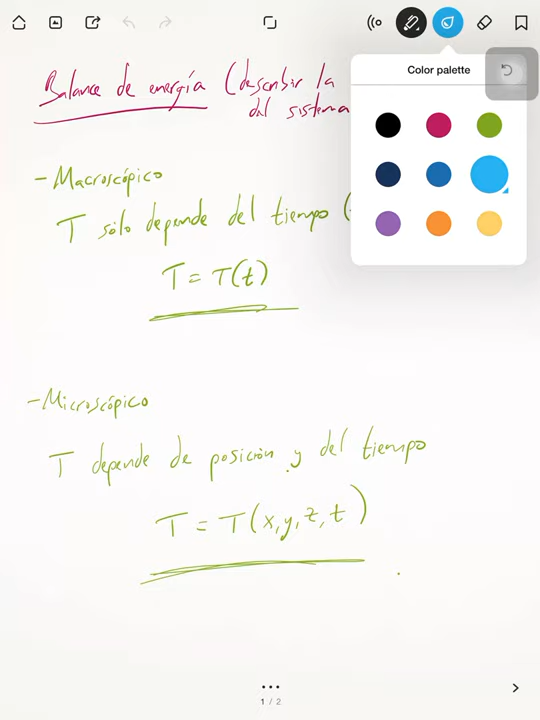 Color palette
Balance de energía (describir la
del sistema
- Macroscópico
T sólo depende del tiempo (
T = T(t)
- Microscópico
T depende de posición y del tiempo
T = T(x,y,z,t)
1 / 2